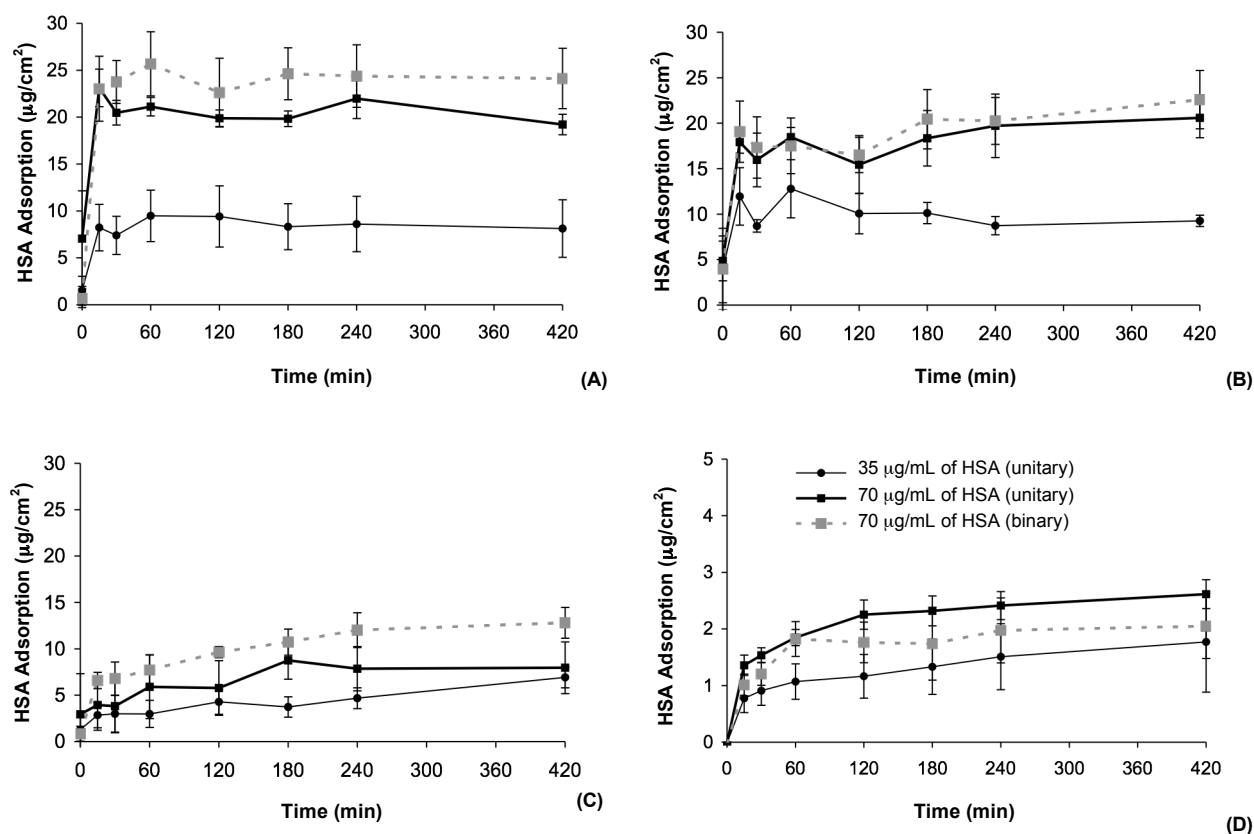 30
25
20
15
10
5
0
HSA Adsorption (μg/cm²)
0 60 120 180 240 300 360 420
Time (min)
(A)
30
25
20
15
10
5
0
HSA Adsorption (μg/cm²)
0 60 120 180 240 300 360 420
Time (min)
(B)
30
25
20
15
10
5
0
HSA Adsorption (μg/cm²)
0 60 120 180 240 300 360 420
Time (min)
(C)
5
4
3
2
1
0
HSA Adsorption (μg/cm²)
35 μg/mL of HSA (unitary)
70 μg/mL of HSA (unitary)
70 μg/mL of HSA (binary)
0 60 120 180 240 300 360 420
Time (min)
(D)